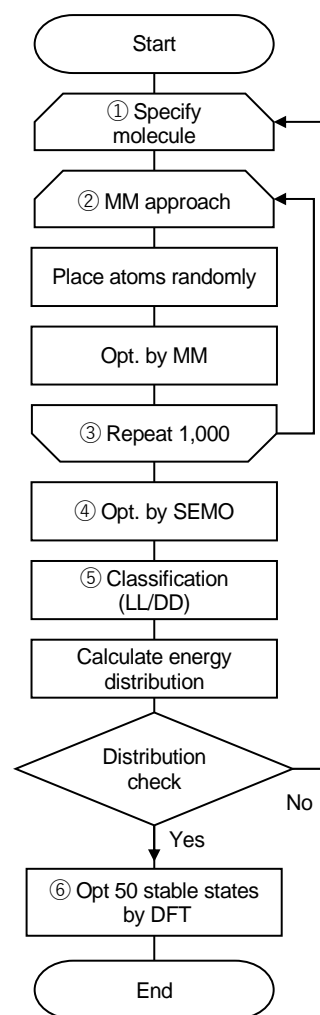 Start
① Specify
molecule
② MM approach
Place atoms randomly
Opt. by MM
③ Repeat 1,000
④ Opt. by SEMO
⑤ Classification
(LL/DD)
Calculate energy
distribution
Distribution
check
No
Yes
⑥ Opt 50 stable states
by DFT
End